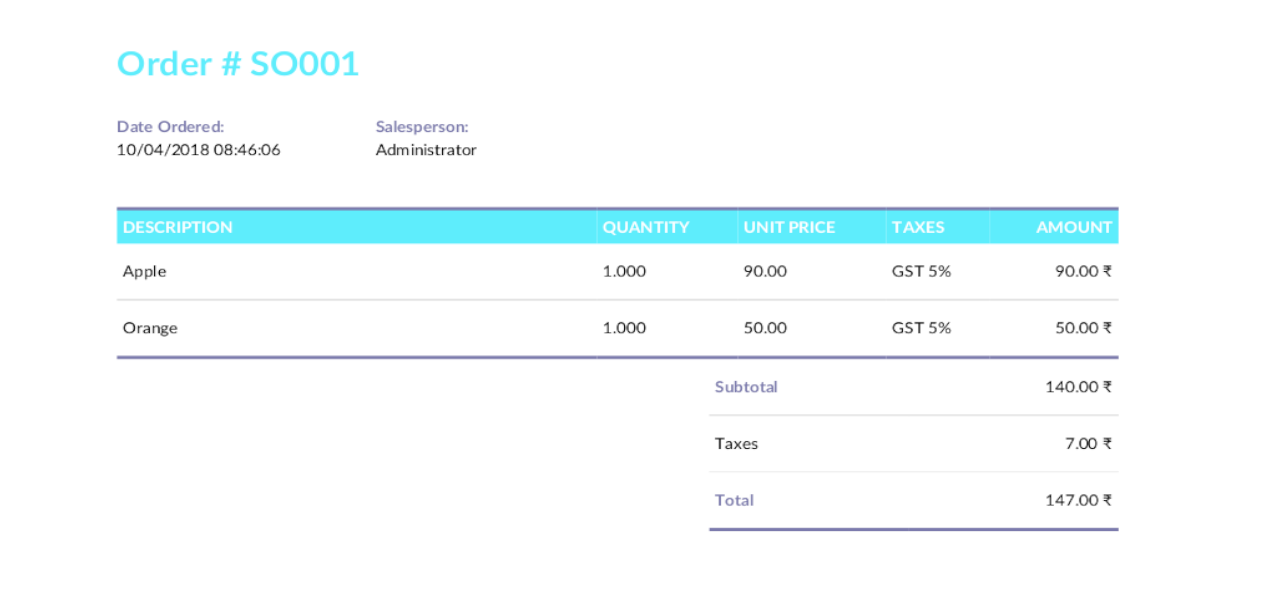 Order # SO001
Date Ordered: Salesperson:
10/04/2018 08:46:06 Administrator
DESCRIPTION QUANTITY UNIT PRICE TAXES AMOUNT
Apple 1.000 90.00 GST 5% 90.00 ₹
Orange 1.000 50.00 GST 5% 50.00 ₹
Subtotal 140.00 ₹
Taxes 7.00 ₹
Total 147.00 ₹